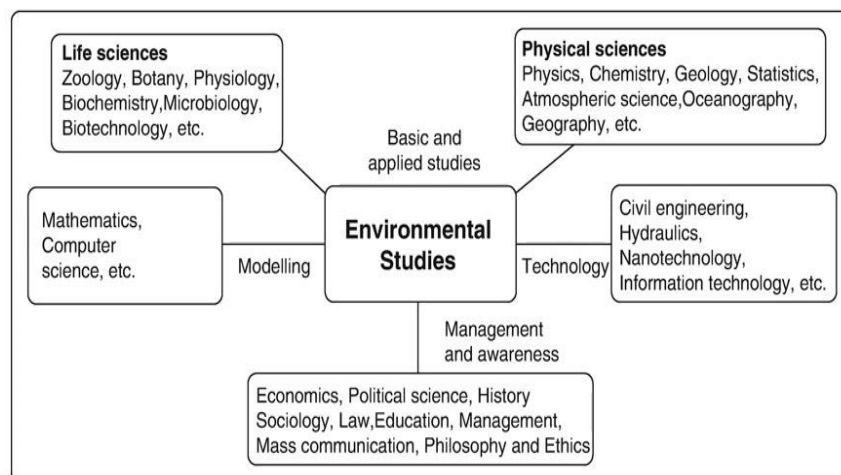 Life sciences
Zoology, Botany, Physiology,
Biochemistry,Microbiology,
Biotechnology, etc.
Physical sciences
Physics, Chemistry, Geology, Statistics,
Atmospheric science,Oceanography,
Geography, etc.
Basic and
applied studies
Mathematics,
Computer
science, etc.
Modelling
Environmental
Studies
Technology
Civil engineering,
Hydraulics,
Nanotechnology,
Information technology, etc.
Management
and awareness
Economics, Political science, History
Sociology, Law,Education, Management,
Mass communication, Philosophy and Ethics